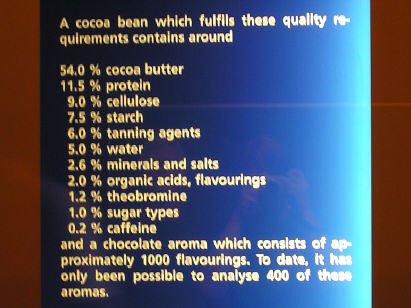 A cocoa bean which fulfils these quality re-
quirements contains around
54.0 % cocoa butter
11.5 % protein
9.0 % cellulose
7.5 % starch
6.0 % tanning agents
5.0 % water
2.6 % minerals and salts
2.0 % organic acids, flavourings
1.2 % theobromine
1.0 % sugar types
0.2 % caffeine
and a chocolate aroma which consists of ap-
proximately 1000 flavourings. To date, it has
only been possible to analyse 400 of these
aromas.